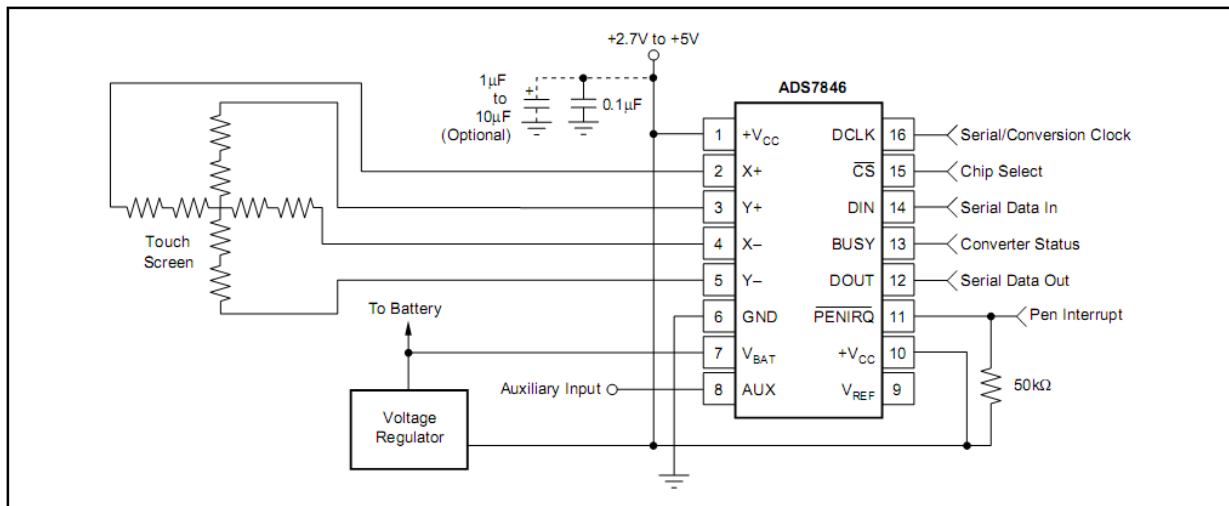 +2.7V to +5V
1μF
to
10μF
(Optional)
+
0.1μF
ADS7846
1 +VCC DCLK 16 Serial/Conversion Clock
2 X+ CS 15 Chip Select
3 Y+ DIN 14 Serial Data In
4 X– BUSY 13 Converter Status
5 Y– DOUT 12 Serial Data Out
6 GND PENIRQ 11 Pen Interrupt
7 VBAT +VCC 10
8 AUX VREF 9
Touch
Screen
To Battery
Auxiliary Input
50kΩ
Voltage
Regulator